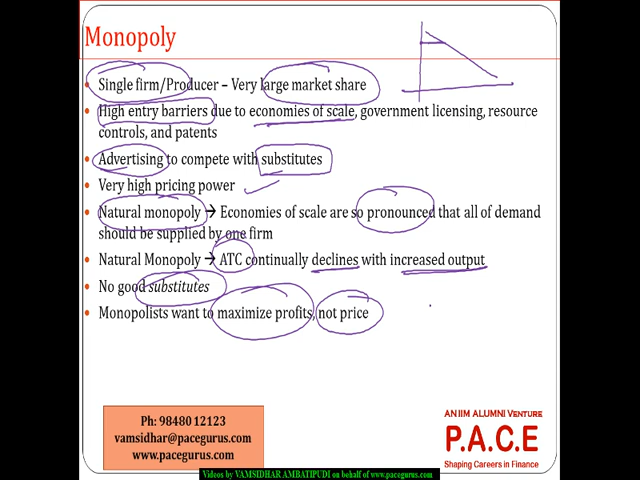 Monopoly
• Single firm/Producer – Very large market share
• High entry barriers due to economies of scale, government licensing, resource
controls, and patents
• Advertising to compete with substitutes
• Very high pricing power
• Natural monopoly → Economies of scale are so pronounced that all of demand
should be supplied by one firm
• Natural Monopoly → ATC continually declines with increased output
• No good substitutes
• Monopolists want to maximize profits, not price
Ph: 98480 12123
vamsidhar@pacegurus.com
www.pacegurus.com
AN IIM ALUMNI VENTURE
P.A.C.E
Shaping Careers in Finance
Videos by VAMSIDHAR AMBATIPUDI on behalf of www.pacegurus.com